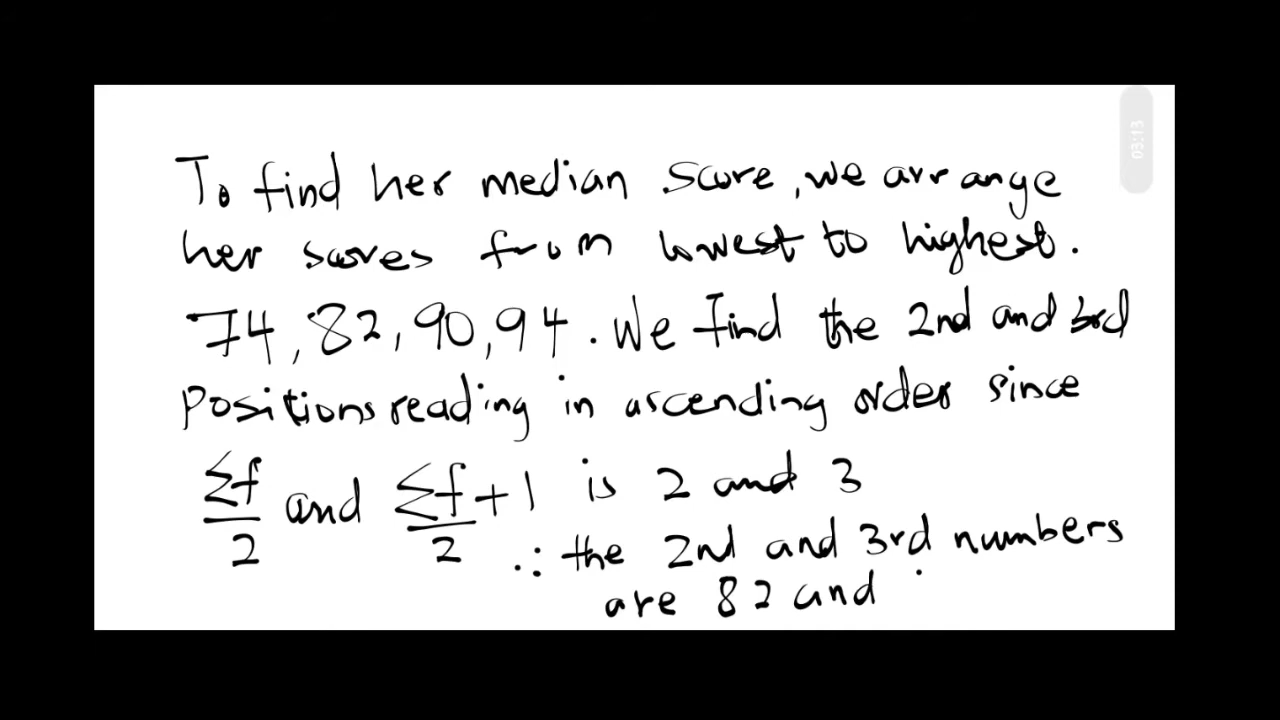 To find her median score, we arrange
her scores from lowest to highest.
74, 82, 90, 94. We find the 2nd and 3rd
positions reading in ascending order since
Σf/2 and Σf/2 + 1 is 2 and 3
∴ the 2nd and 3rd numbers
are 82 and
03:13